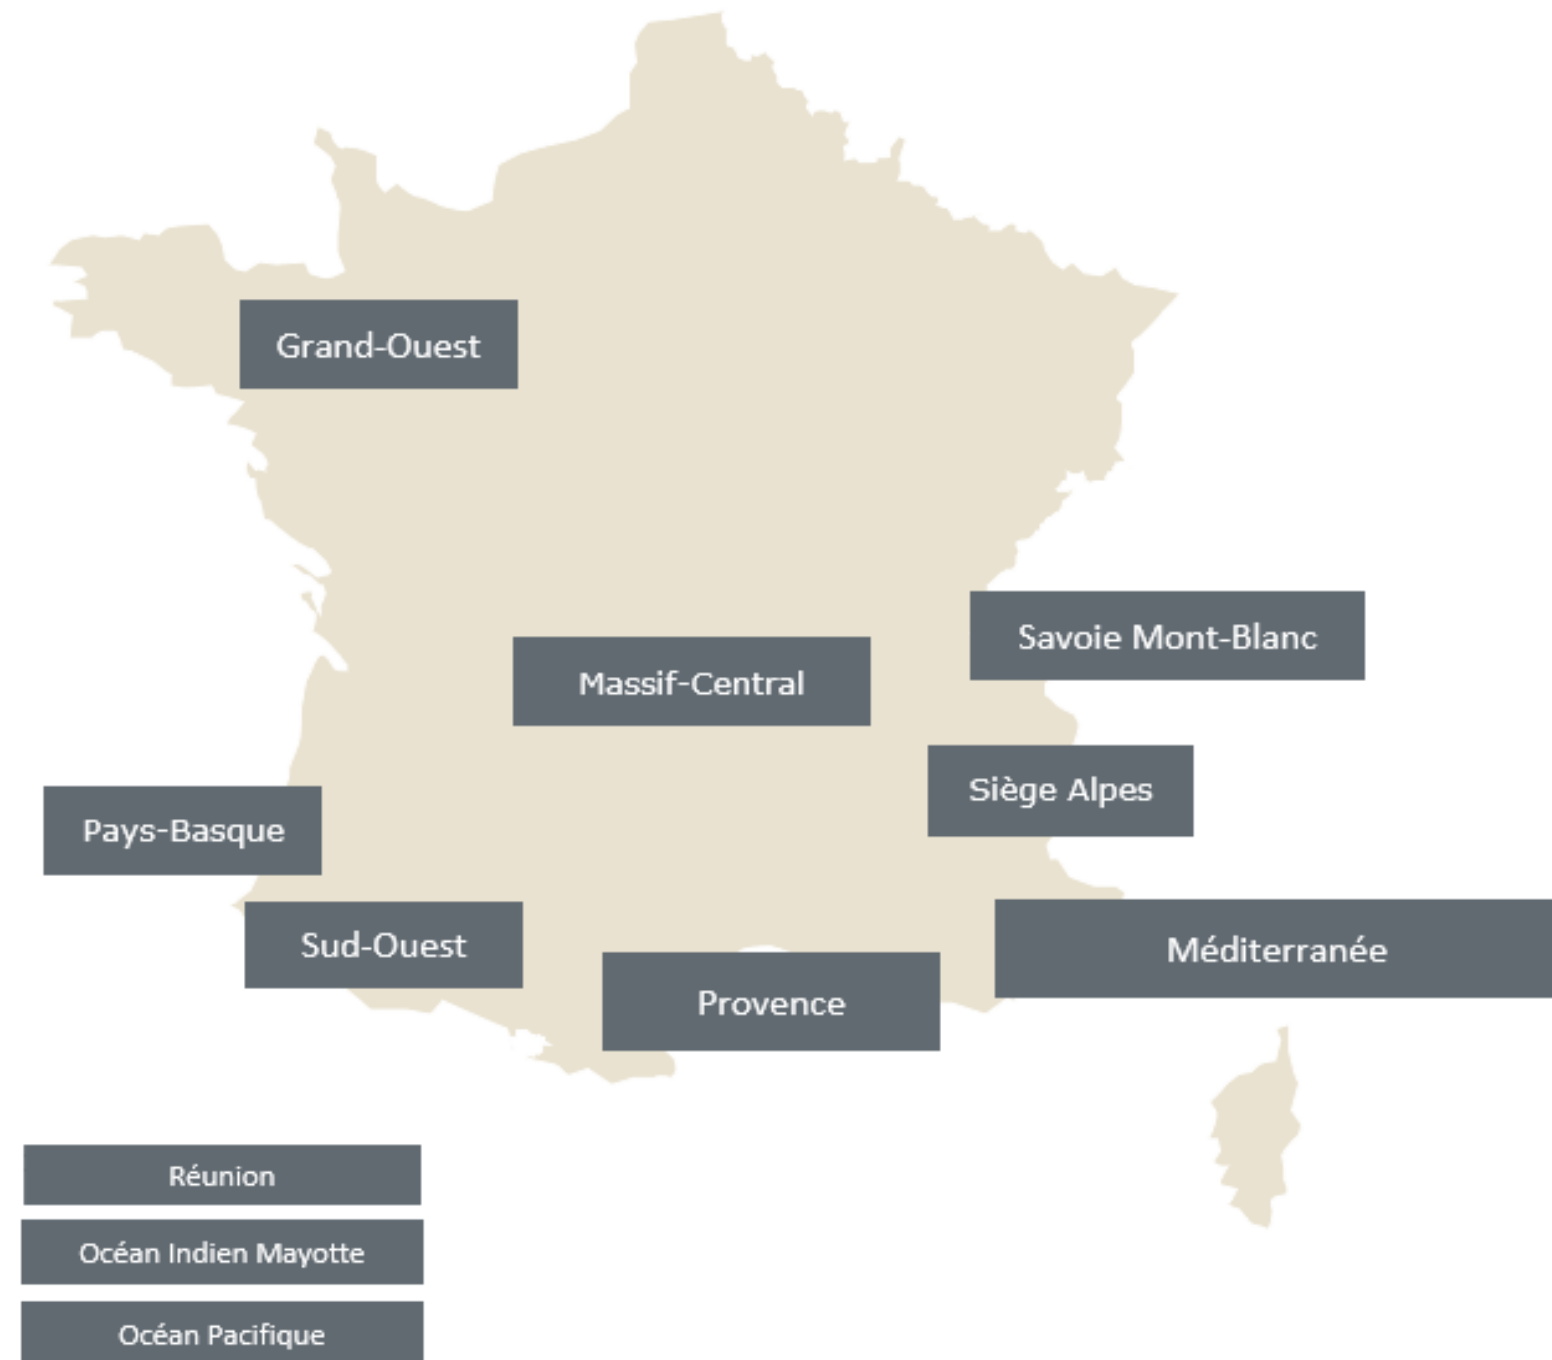 Grand-Ouest
Savoie Mont-Blanc
Massif-Central
Siège Alpes
Pays-Basque
Sud-Ouest
Méditerranée
Provence
Réunion
Océan Indien Mayotte
Océan Pacifique